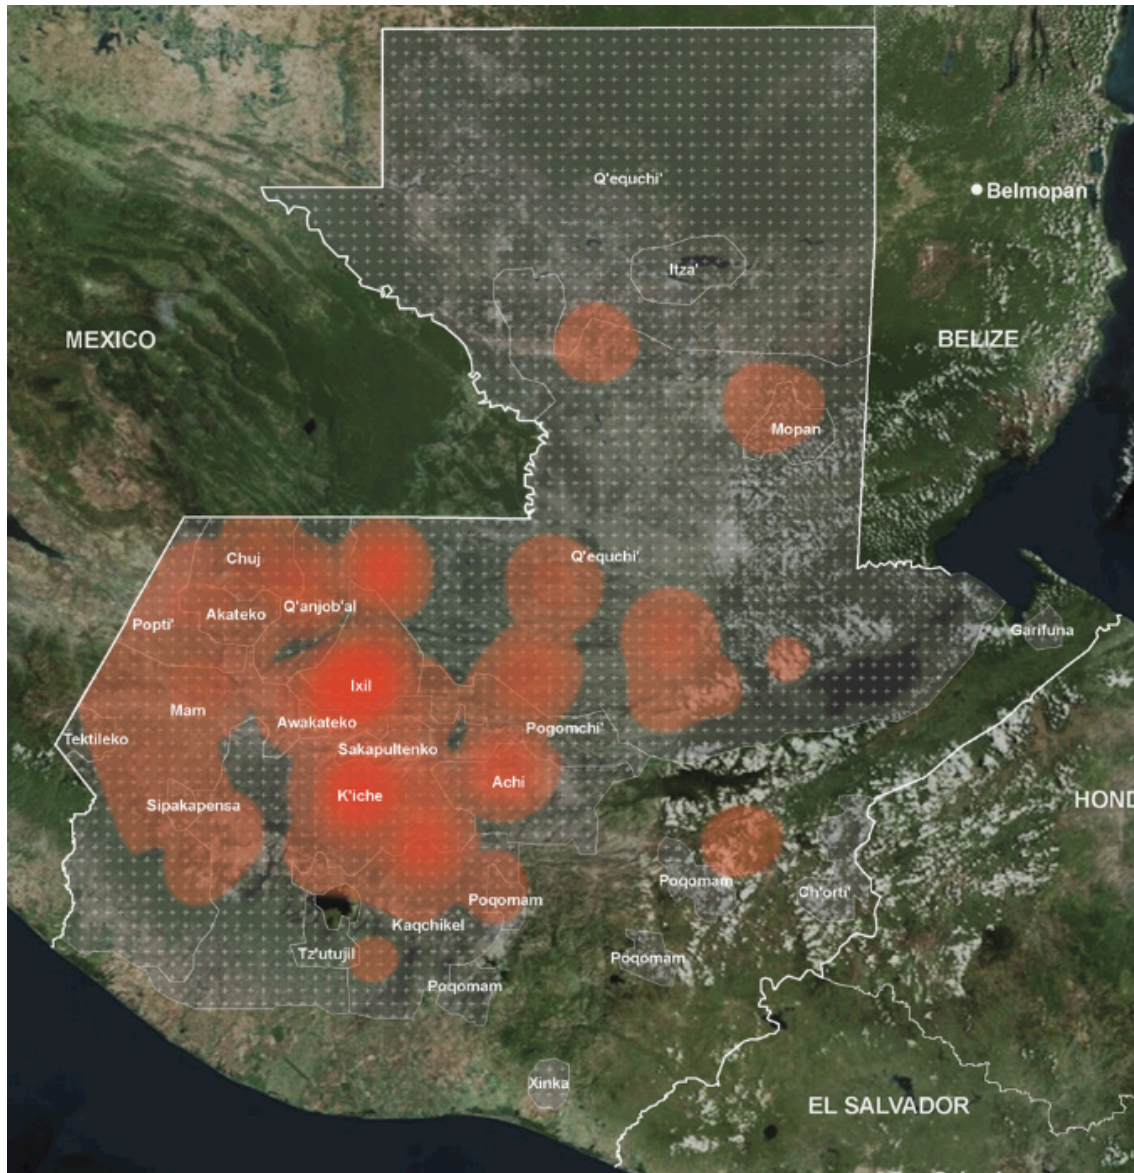 Q'equchi'
Belmopan
Itza'
MEXICO
BELIZE
Mopan
Chuj
Q'equchi'
Q'anjob'al
Akateko
Popti'
Garifuna
Ixil
Mam
Awakateko
Pogomchi'
Tektileko
Sakapultenko
Achi
K'iche
Sipakapensa
HOND
Poqomam
Ch'orti'
Poqomam
Kaqchikel
Tz'utujil
Poqomam
Poqomam
Xinka
EL SALVADOR